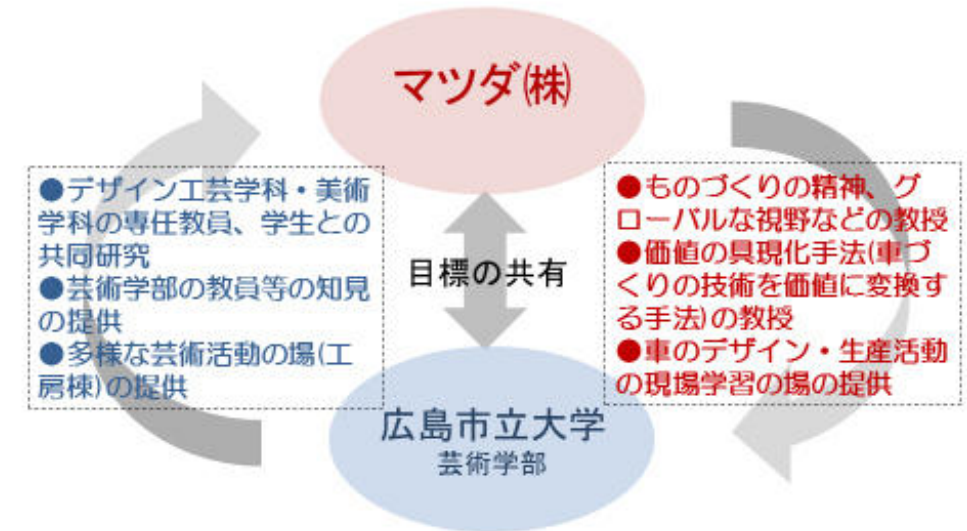 マツダ㈱
●デザイン工芸学科・美術
学科の専任教員、学生との
共同研究
●芸術学部の教員等の知見
の提供
●多様な芸術活動の場(工
房棟)の提供
目標の共有
●ものづくりの精神、グ
ローバルな視野などの教授
●価値の具現化手法(車づ
くりの技術を価値に変換す
る手法)の教授
●車のデザイン・生産活動
の現場学習の場の提供
広島市立大学
芸術学部